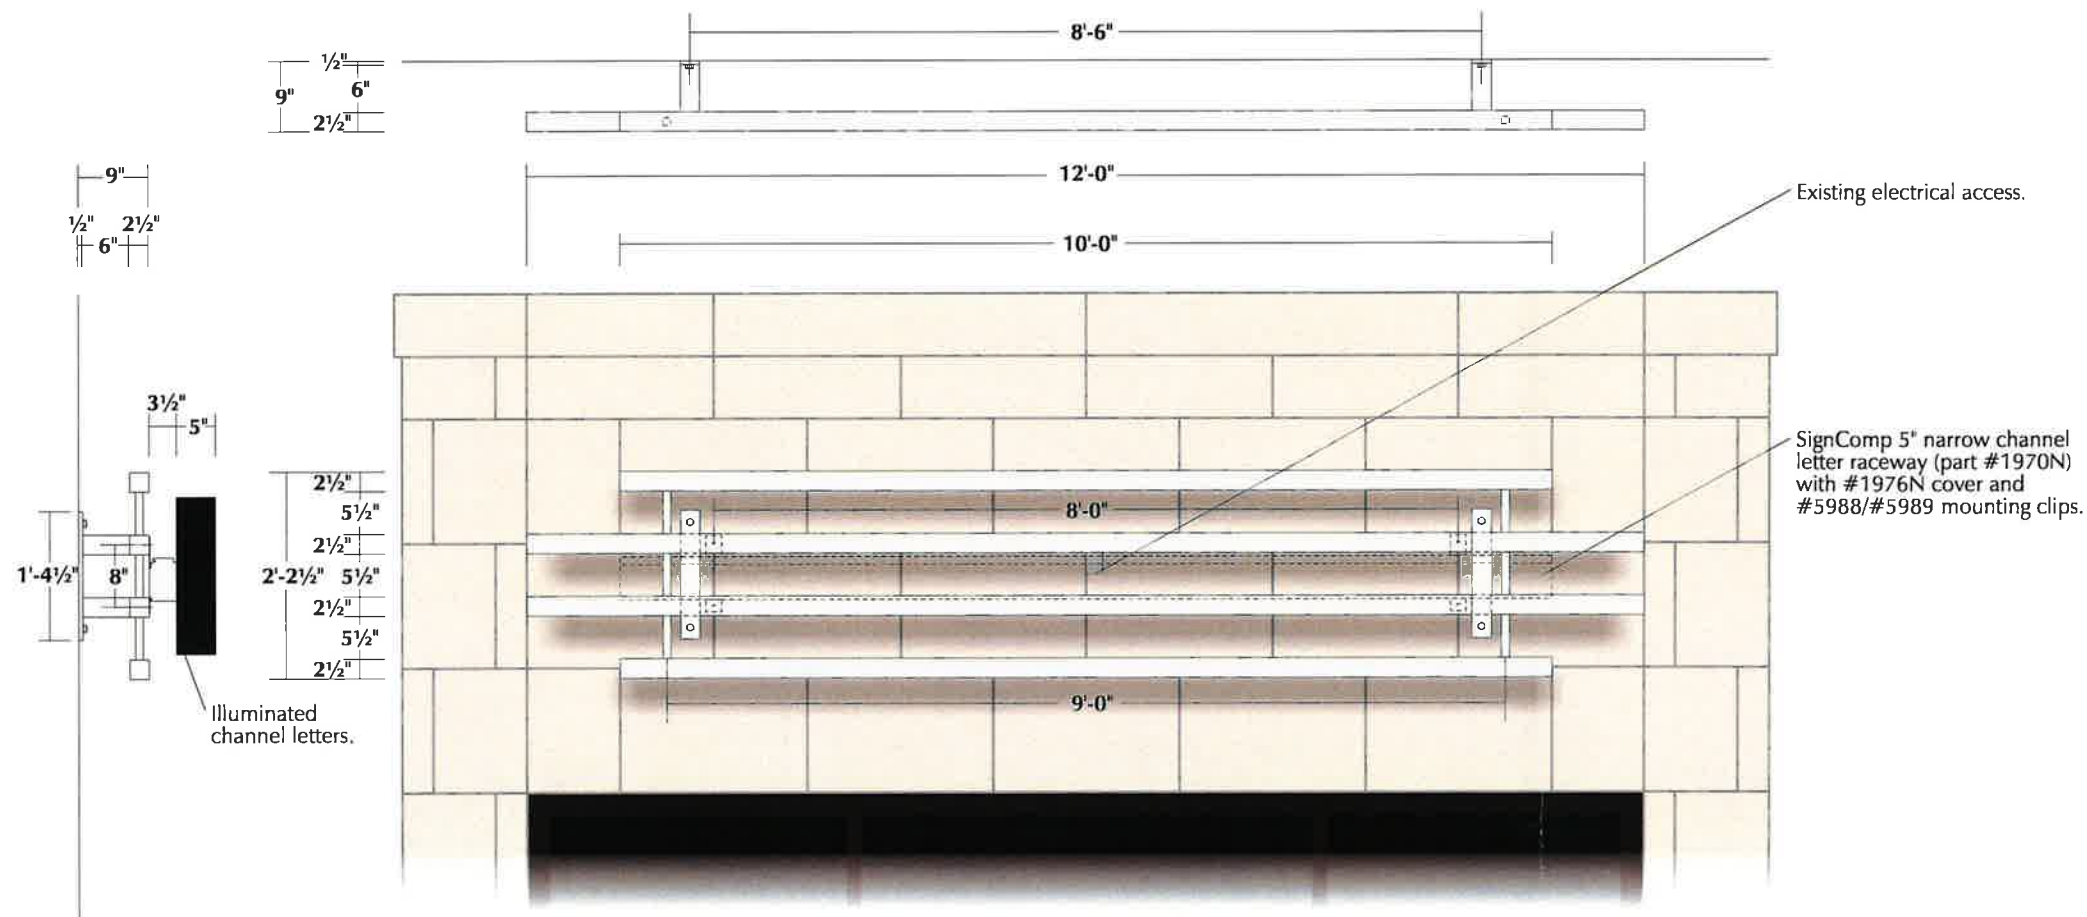 8'-6"
½"
9"
6"
2½"
9"
12'-0"
Existing electrical access.
½" 2½"
6"
10'-0"
3½"
5"
SignComp 5" narrow channel
letter raceway (part #1970N)
with #1976N cover and
#5988/#5989 mounting clips.
2½"
5½"
8'-0"
2½"
1'-4½" 8" 2'-2½" 5½"
2½"
5½"
2½"
9'-0"
Illuminated
channel letters.